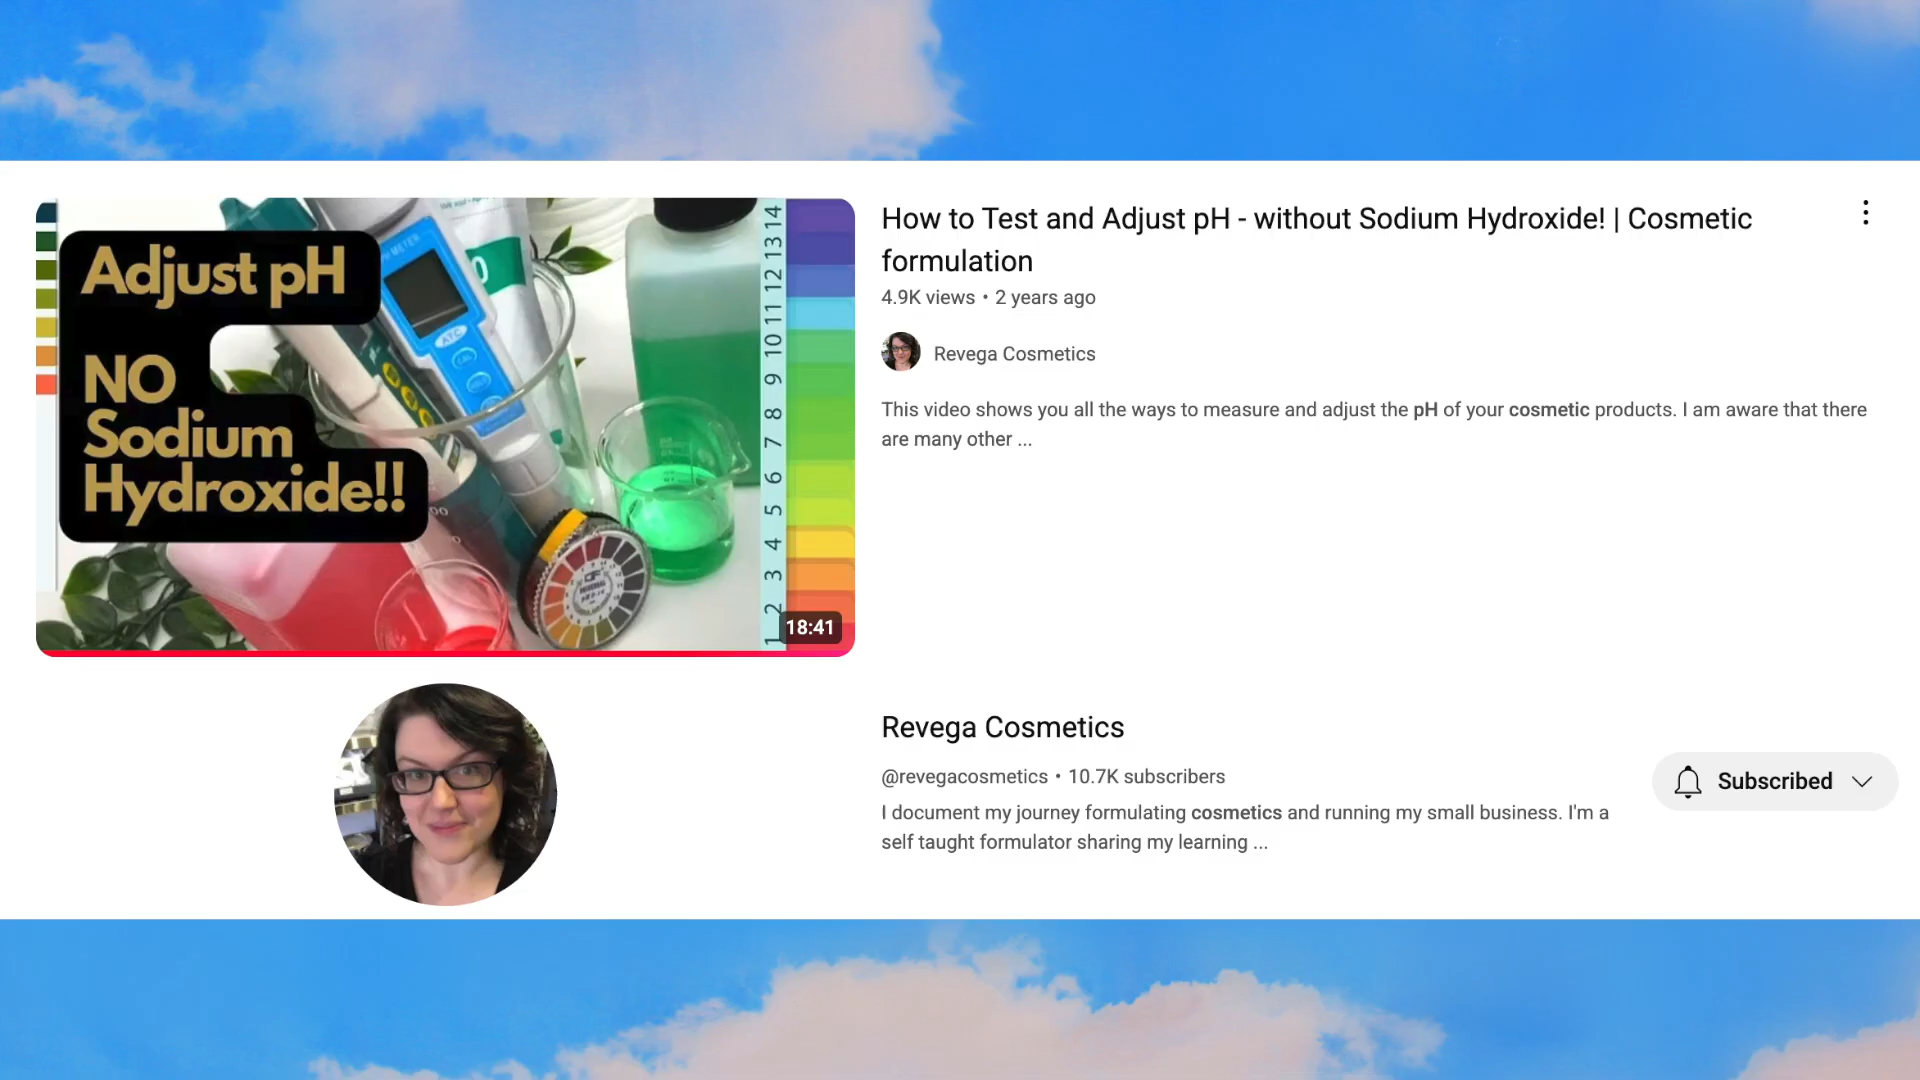 Adjust pH
NO
Sodium
Hydroxide!!
METER
ATC
CAL
14
13
12
11
10
9
8
7
6
5
4
3
2
1
18:41
How to Test and Adjust pH - without Sodium Hydroxide! | Cosmetic
formulation
4.9K views • 2 years ago
Revega Cosmetics
This video shows you all the ways to measure and adjust the pH of your cosmetic products. I am aware that there
are many other ...
Revega Cosmetics
@revegacosmetics • 10.7K subscribers
I document my journey formulating cosmetics and running my small business. I'm a
self taught formulator sharing my learning ...
Subscribed